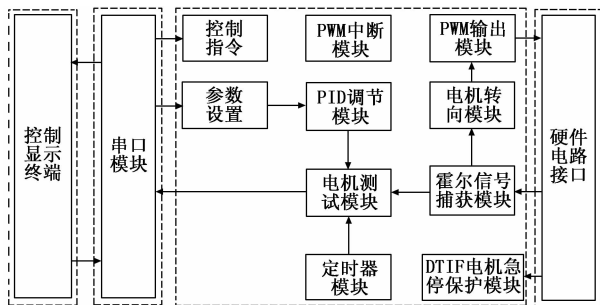 控制
指令
PWM中断
模块
PWM输出
模块
参数
设置
PID调节
模块
电机转
向模块
控制
显示
终端
串口
模块
硬件
电路
接口
电机测
试模块
霍尔信号
捕获模块
定时器
模块
DTIF电机急
停保护模块